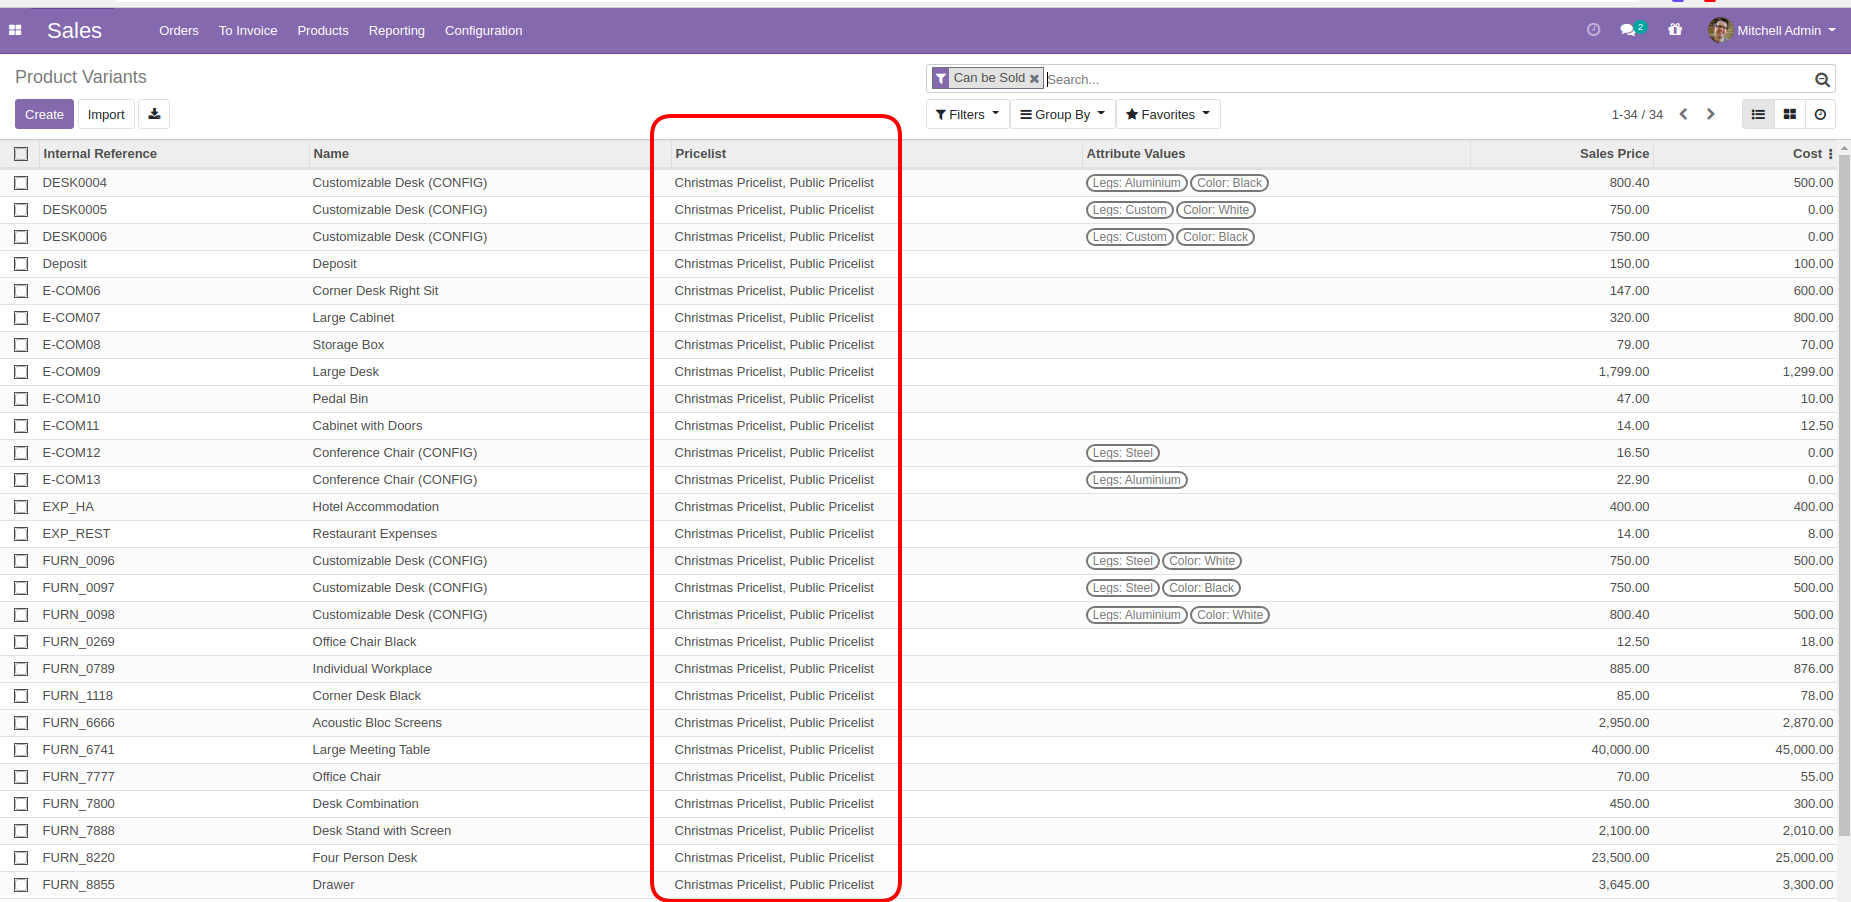 Sales Orders To Invoice Products Reporting Configuration 2 Mitchell Admin
Product Variants Can be Sold Search...
Create Import Filters Group By Favorites 1-34 / 34
Internal Reference Name Pricelist Attribute Values Sales Price Cost
DESK0004 Customizable Desk (CONFIG) Christmas Pricelist, Public Pricelist Legs: Aluminium Color: Black 800.40 500.00
DESK0005 Customizable Desk (CONFIG) Christmas Pricelist, Public Pricelist Legs: Custom Color: White 750.00 0.00
DESK0006 Customizable Desk (CONFIG) Christmas Pricelist, Public Pricelist Legs: Custom Color: Black 750.00 0.00
Deposit Deposit Christmas Pricelist, Public Pricelist 150.00 100.00
E-COM06 Corner Desk Right Sit Christmas Pricelist, Public Pricelist 147.00 600.00
E-COM07 Large Cabinet Christmas Pricelist, Public Pricelist 320.00 800.00
E-COM08 Storage Box Christmas Pricelist, Public Pricelist 79.00 70.00
E-COM09 Large Desk Christmas Pricelist, Public Pricelist 1,799.00 1,299.00
E-COM10 Pedal Bin Christmas Pricelist, Public Pricelist 47.00 10.00
E-COM11 Cabinet with Doors Christmas Pricelist, Public Pricelist 14.00 12.50
E-COM12 Conference Chair (CONFIG) Christmas Pricelist, Public Pricelist Legs: Steel 16.50 0.00
E-COM13 Conference Chair (CONFIG) Christmas Pricelist, Public Pricelist Legs: Aluminium 22.90 0.00
EXP_HA Hotel Accommodation Christmas Pricelist, Public Pricelist 400.00 400.00
EXP_REST Restaurant Expenses Christmas Pricelist, Public Pricelist 14.00 8.00
FURN_0096 Customizable Desk (CONFIG) Christmas Pricelist, Public Pricelist Legs: Steel Color: White 750.00 500.00
FURN_0097 Customizable Desk (CONFIG) Christmas Pricelist, Public Pricelist Legs: Steel Color: Black 750.00 500.00
FURN_0098 Customizable Desk (CONFIG) Christmas Pricelist, Public Pricelist Legs: Aluminium Color: White 800.40 500.00
FURN_0269 Office Chair Black Christmas Pricelist, Public Pricelist 12.50 18.00
FURN_0789 Individual Workplace Christmas Pricelist, Public Pricelist 885.00 876.00
FURN_1118 Corner Desk Black Christmas Pricelist, Public Pricelist 85.00 78.00
FURN_6666 Acoustic Bloc Screens Christmas Pricelist, Public Pricelist 2,950.00 2,870.00
FURN_6741 Large Meeting Table Christmas Pricelist, Public Pricelist 40,000.00 45,000.00
FURN_7777 Office Chair Christmas Pricelist, Public Pricelist 70.00 55.00
FURN_7800 Desk Combination Christmas Pricelist, Public Pricelist 450.00 300.00
FURN_7888 Desk Stand with Screen Christmas Pricelist, Public Pricelist 2,100.00 2,010.00
FURN_8220 Four Person Desk Christmas Pricelist, Public Pricelist 23,500.00 25,000.00
FURN_8855 Drawer Christmas Pricelist, Public Pricelist 3,645.00 3,300.00